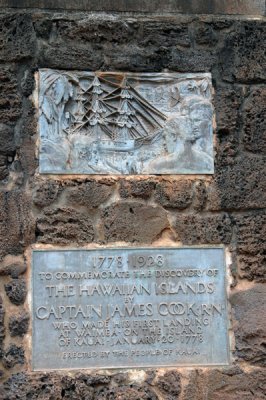 1778·1928
TO COMMEMORATE THE DISCOVERY OF
THE HAWAIIAN ISLANDS
BY
CAPTAIN JAMES COOK·R·N
WHO MADE HIS FIRST LANDING
AT WAIMEA·ON THE ISLAND
OF KAUAI·JANUARY·20·1778
ERECTED BY THE PEOPLE OF KAUAI